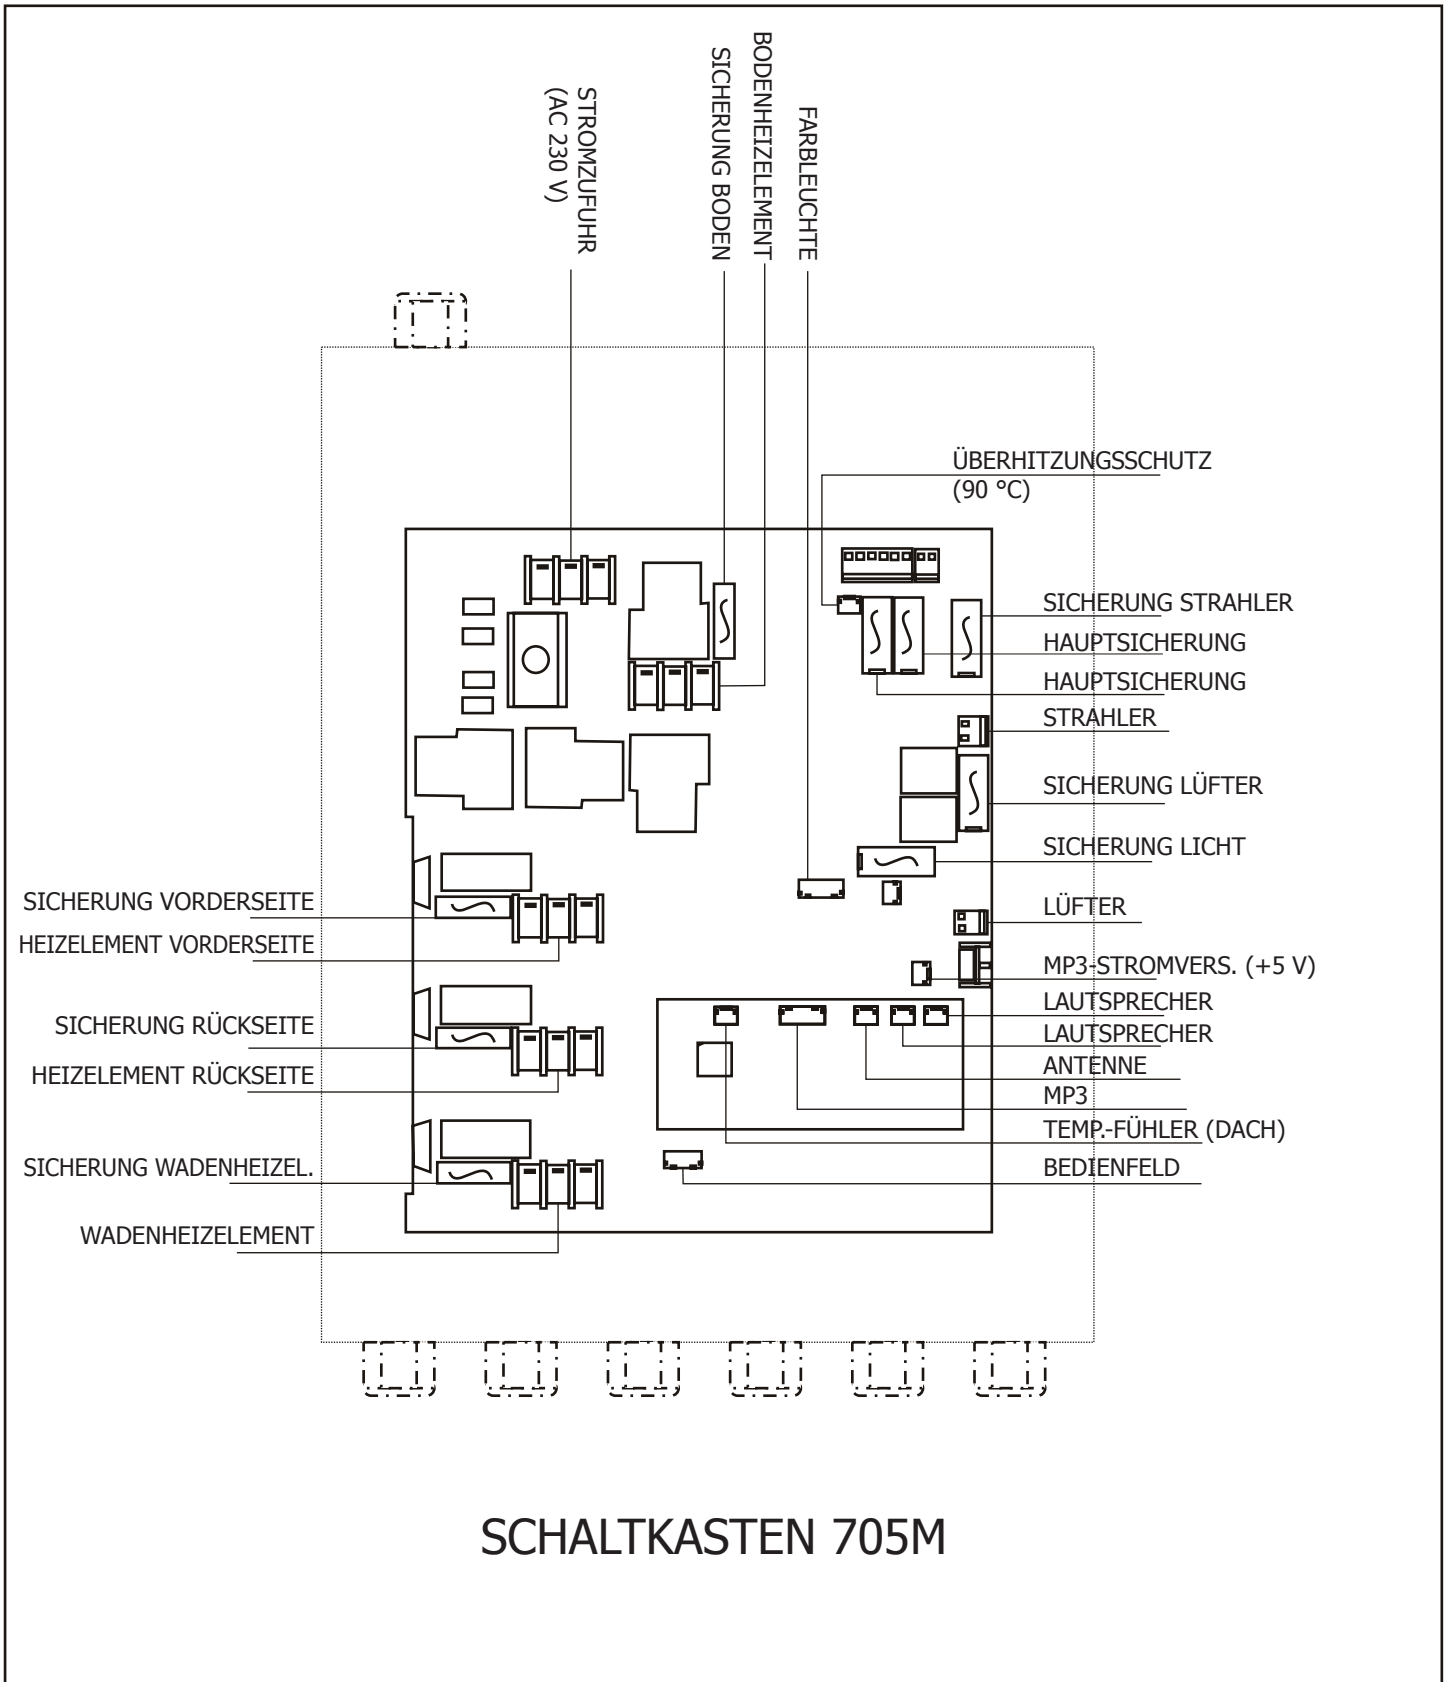 STROMZUFUHR
(AC 230 V)
SICHERUNG BODEN
BODENHEIZELEMENT
FARBLEUCHTE
ÜBERHITZUNGSSCHUTZ
(90 °C)
SICHERUNG STRAHLER
HAUPTSICHERUNG
HAUPTSICHERUNG
STRAHLER
SICHERUNG LÜFTER
SICHERUNG LICHT
LÜFTER
MP3-STROMVERS. (+5 V)
LAUTSPRECHER
LAUTSPRECHER
ANTENNE
MP3
TEMP.-FÜHLER (DACH)
BEDIENFELD
SICHERUNG VORDERSEITE
HEIZELEMENT VORDERSEITE
SICHERUNG RÜCKSEITE
HEIZELEMENT RÜCKSEITE
SICHERUNG WADENHEIZEL.
WADENHEIZELEMENT
SCHALTKASTEN 705M